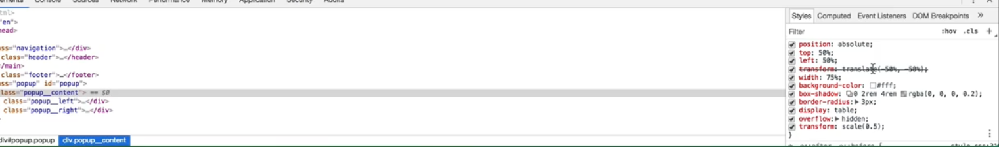 Elements Console Sources Network Performance Memory Application Security Audits
tml>
"en">
head>
ass="navigation">…</div>
class="header">…</header>
/main>
class="footer">…</footer>
ass="popup" id="popup">
lass="popup__content"> == $0
class="popup__left">…</div>
class="popup__right">…</div>
div#popup.popup div.popup__content
Styles Computed Event Listeners DOM Breakpoints »
Filter :hov .cls +
position: absolute;
top: 50%;
left: 50%;
transform: translate(-50%, -50%);
width: 75%;
background-color: #fff;
box-shadow: 0 2rem 4rem rgba(0, 0, 0, 0.2);
border-radius: 3px;
display: table;
overflow: hidden;
transform: scale(0.5);
}